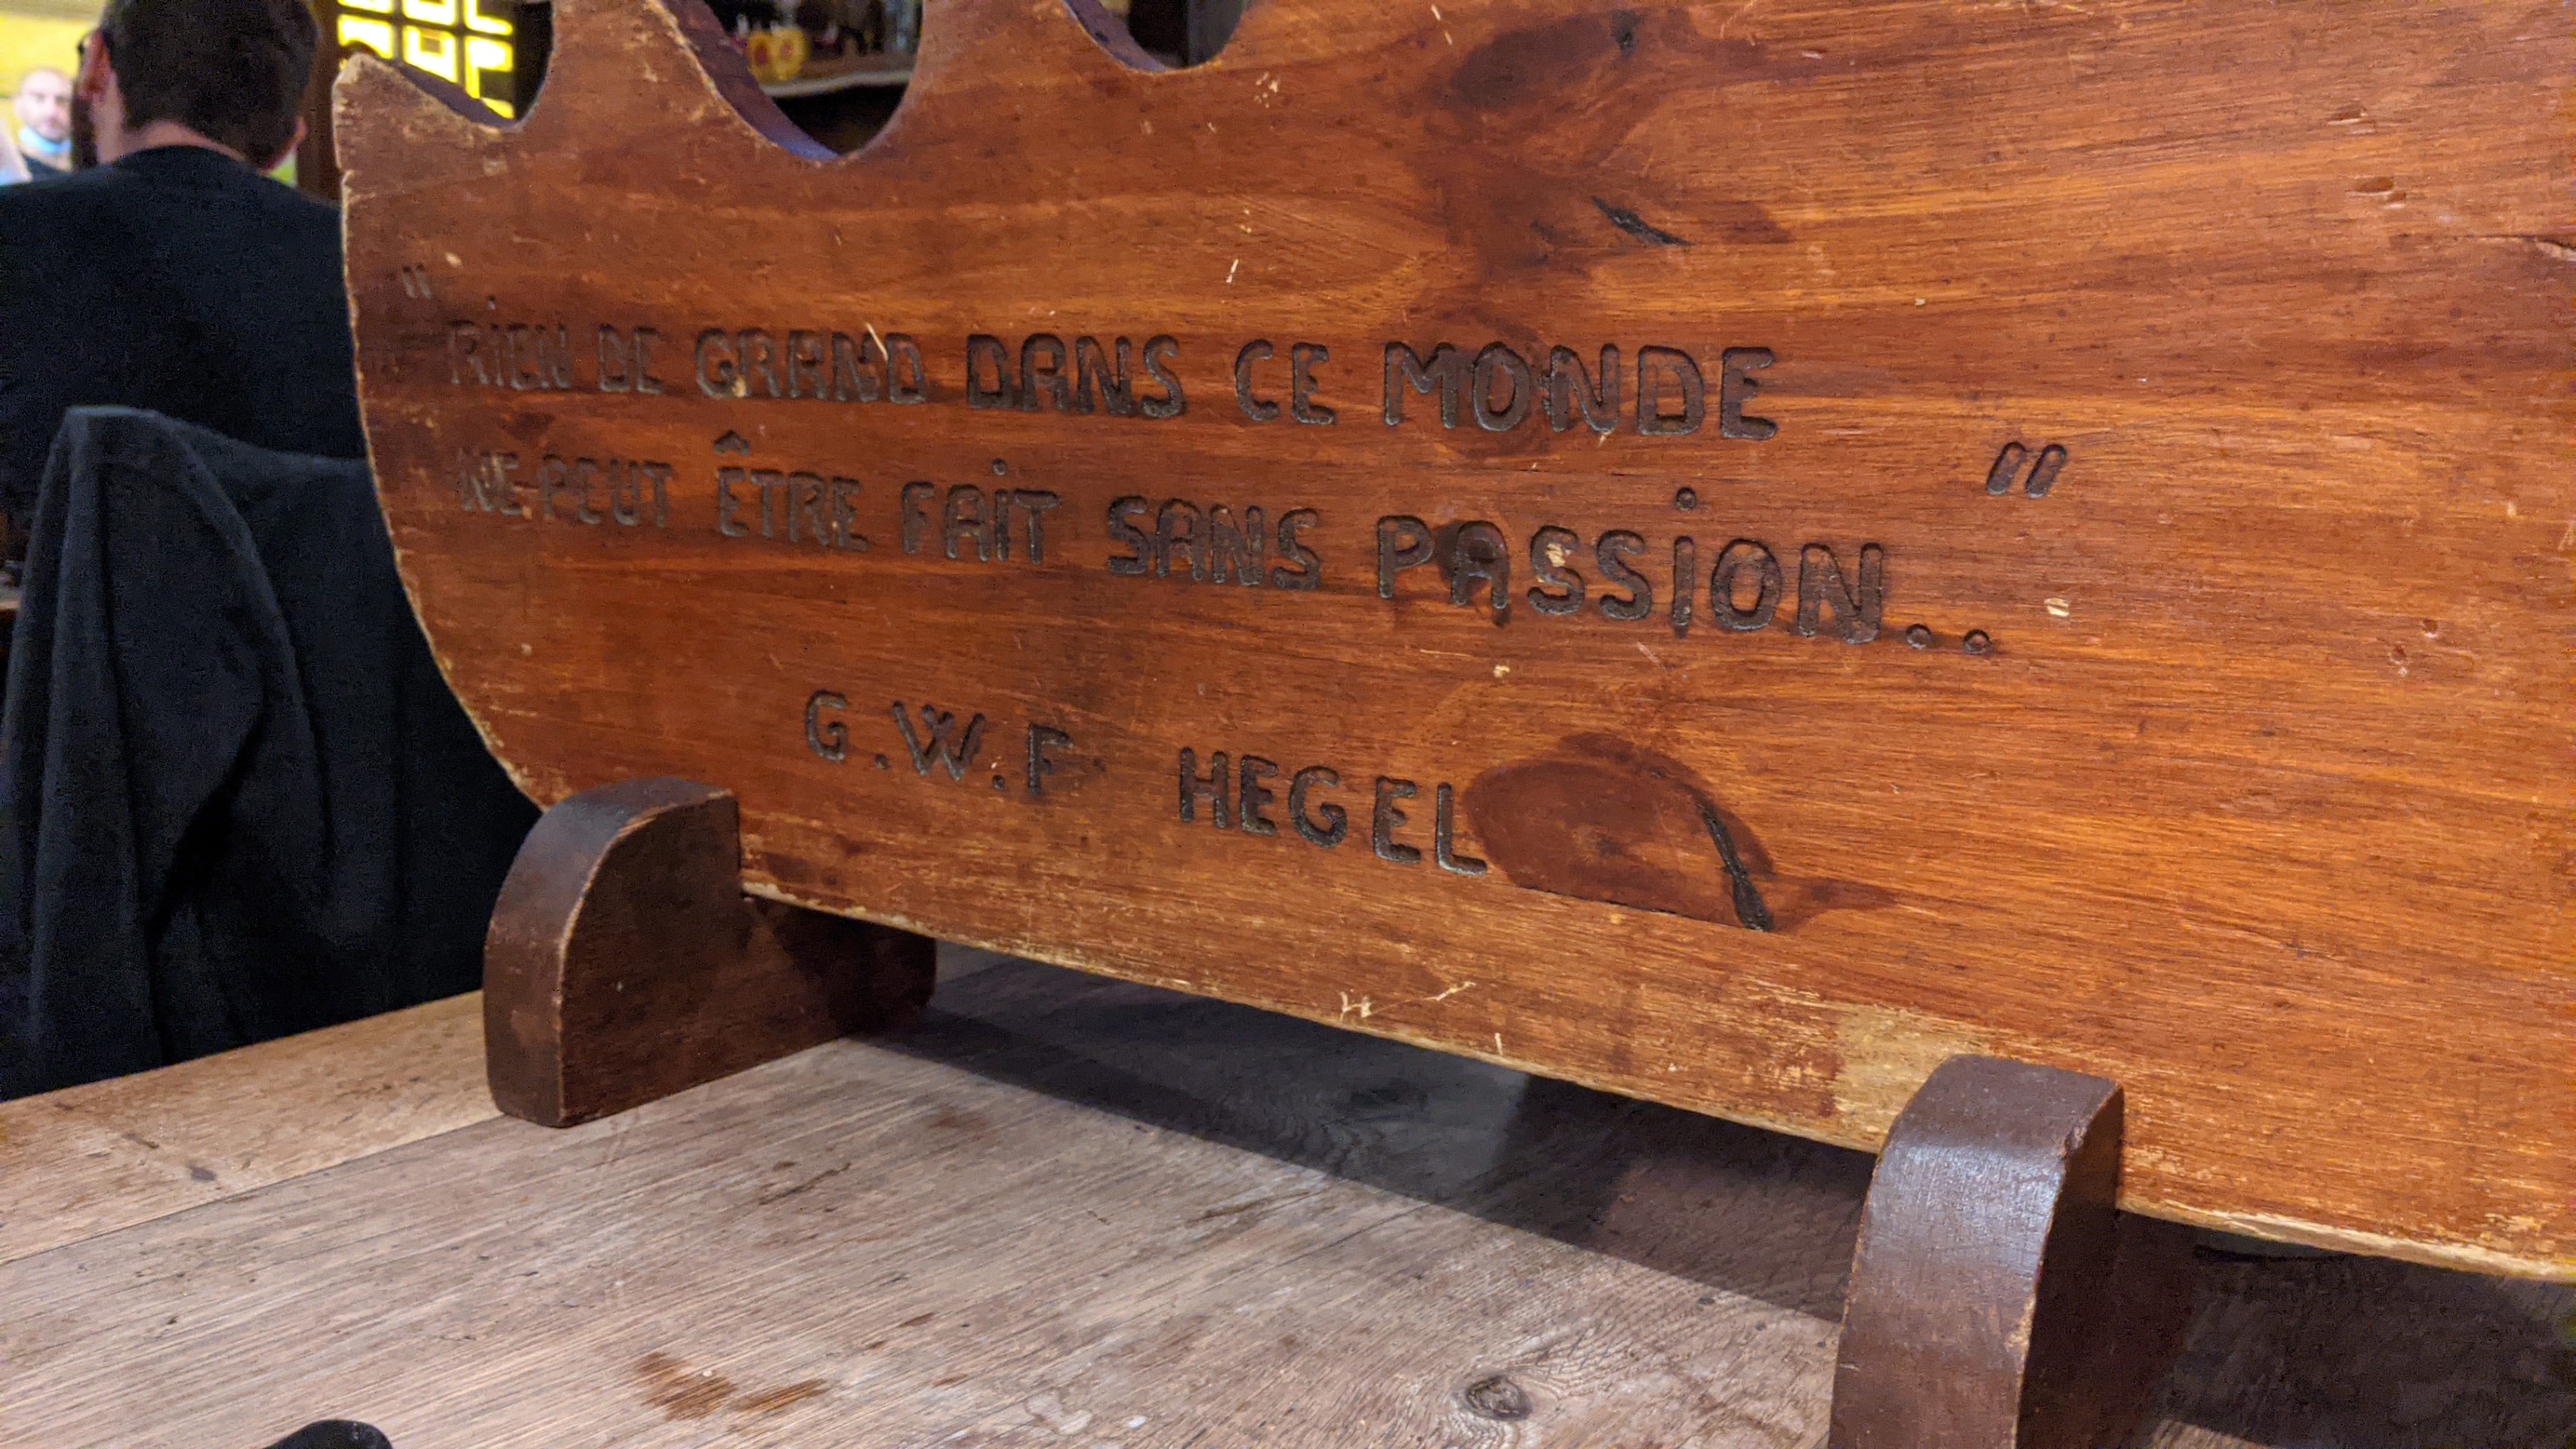 "RiEN DE GRAND DANS CE MONDE
NE PEUT ÊTRE FAiT SANS PASSiON.."
G.W.F HEGEL